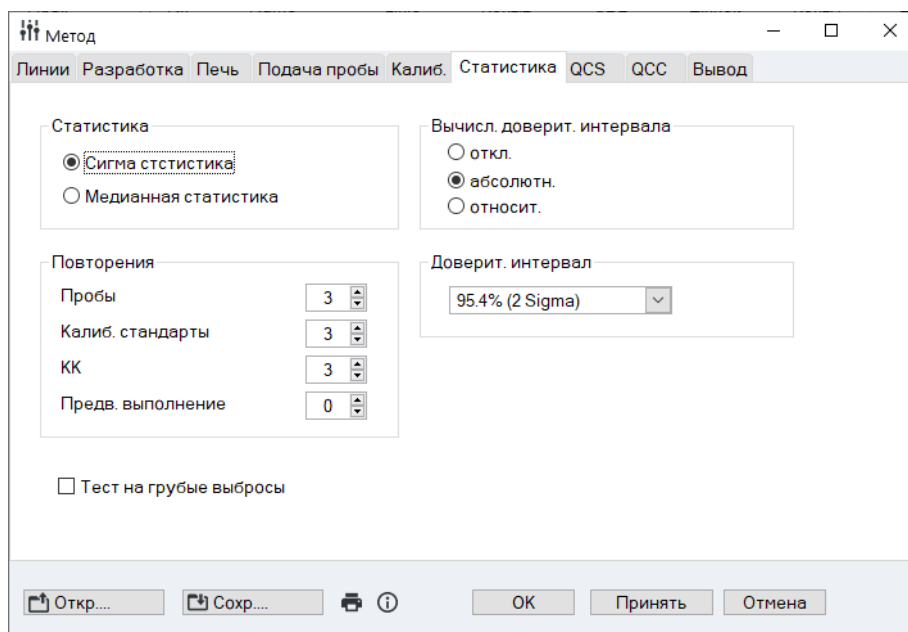 Метод
Линии Разработка Печь Подача пробы Калиб. Статистика QCS QCC Вывод
Статистика
Сигма стстистика
Медианная статистика
Вычисл. доверит. интервала
откл.
абсолютн.
относит.
Повторения
Пробы 3
Калиб. стандарты 3
КК 3
Предв. выполнение 0
Доверит. интервал
95.4% (2 Sigma)
Тест на грубые выбросы
Откр.... Сохр.... OK Принять Отмена